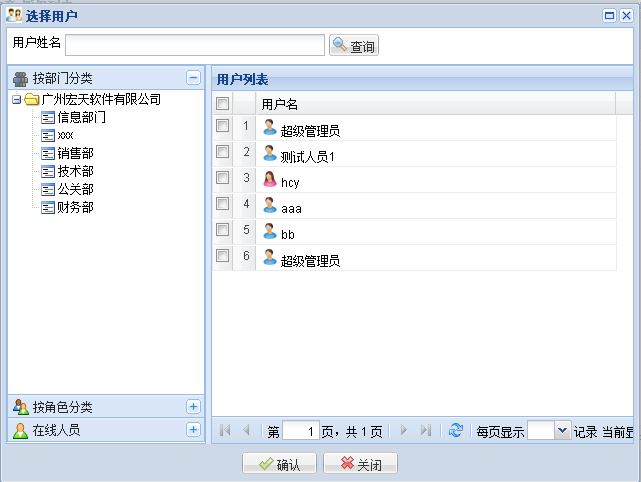 选择用户
用户姓名
查询
按部门分类
广州宏天软件有限公司
信息部门
xxx
销售部
技术部
公关部
财务部
按角色分类
在线人员
用户列表
用户名
1 超级管理员
2 测试人员1
3 hcy
4 aaa
5 bb
6 超级管理员
第 1 页，共 1 页 每页显示 记录 当前显
确认 关闭